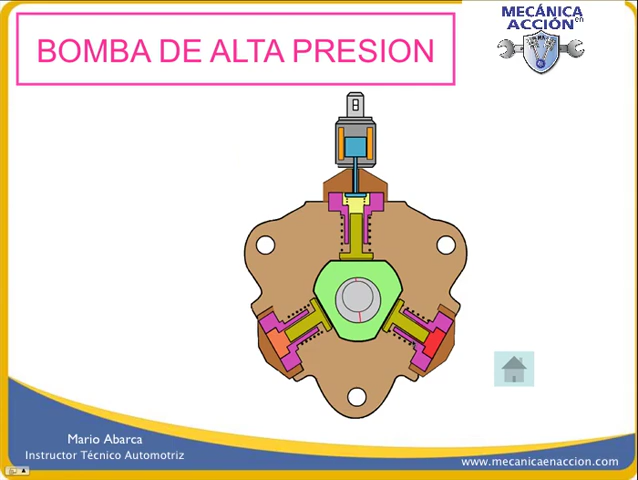 BOMBA DE ALTA PRESION
MECÁNICA
en
ACCIÓN
Mario Abarca
Instructor Técnico Automotriz
www.mecanicaenaccion.com